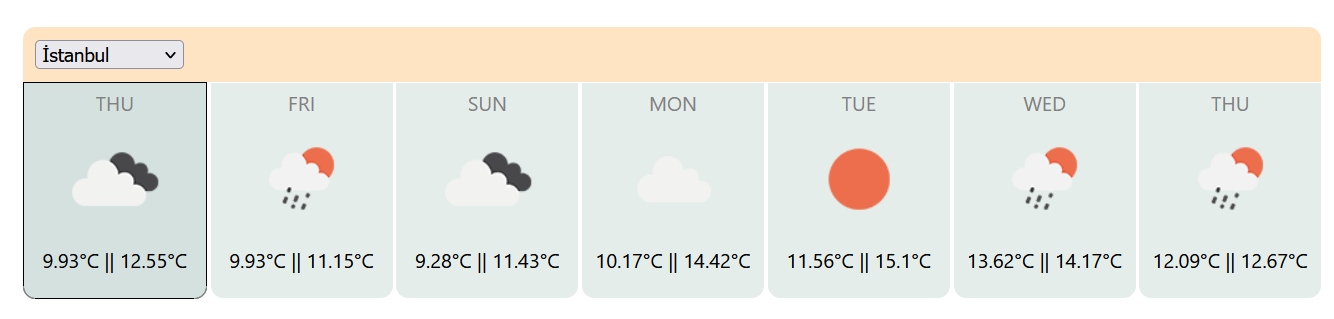 İstanbul
THU FRI SUN MON TUE WED THU
9.93°C || 12.55°C 9.93°C || 11.15°C 9.28°C || 11.43°C 10.17°C || 14.42°C 11.56°C || 15.1°C 13.62°C || 14.17°C 12.09°C || 12.67°C